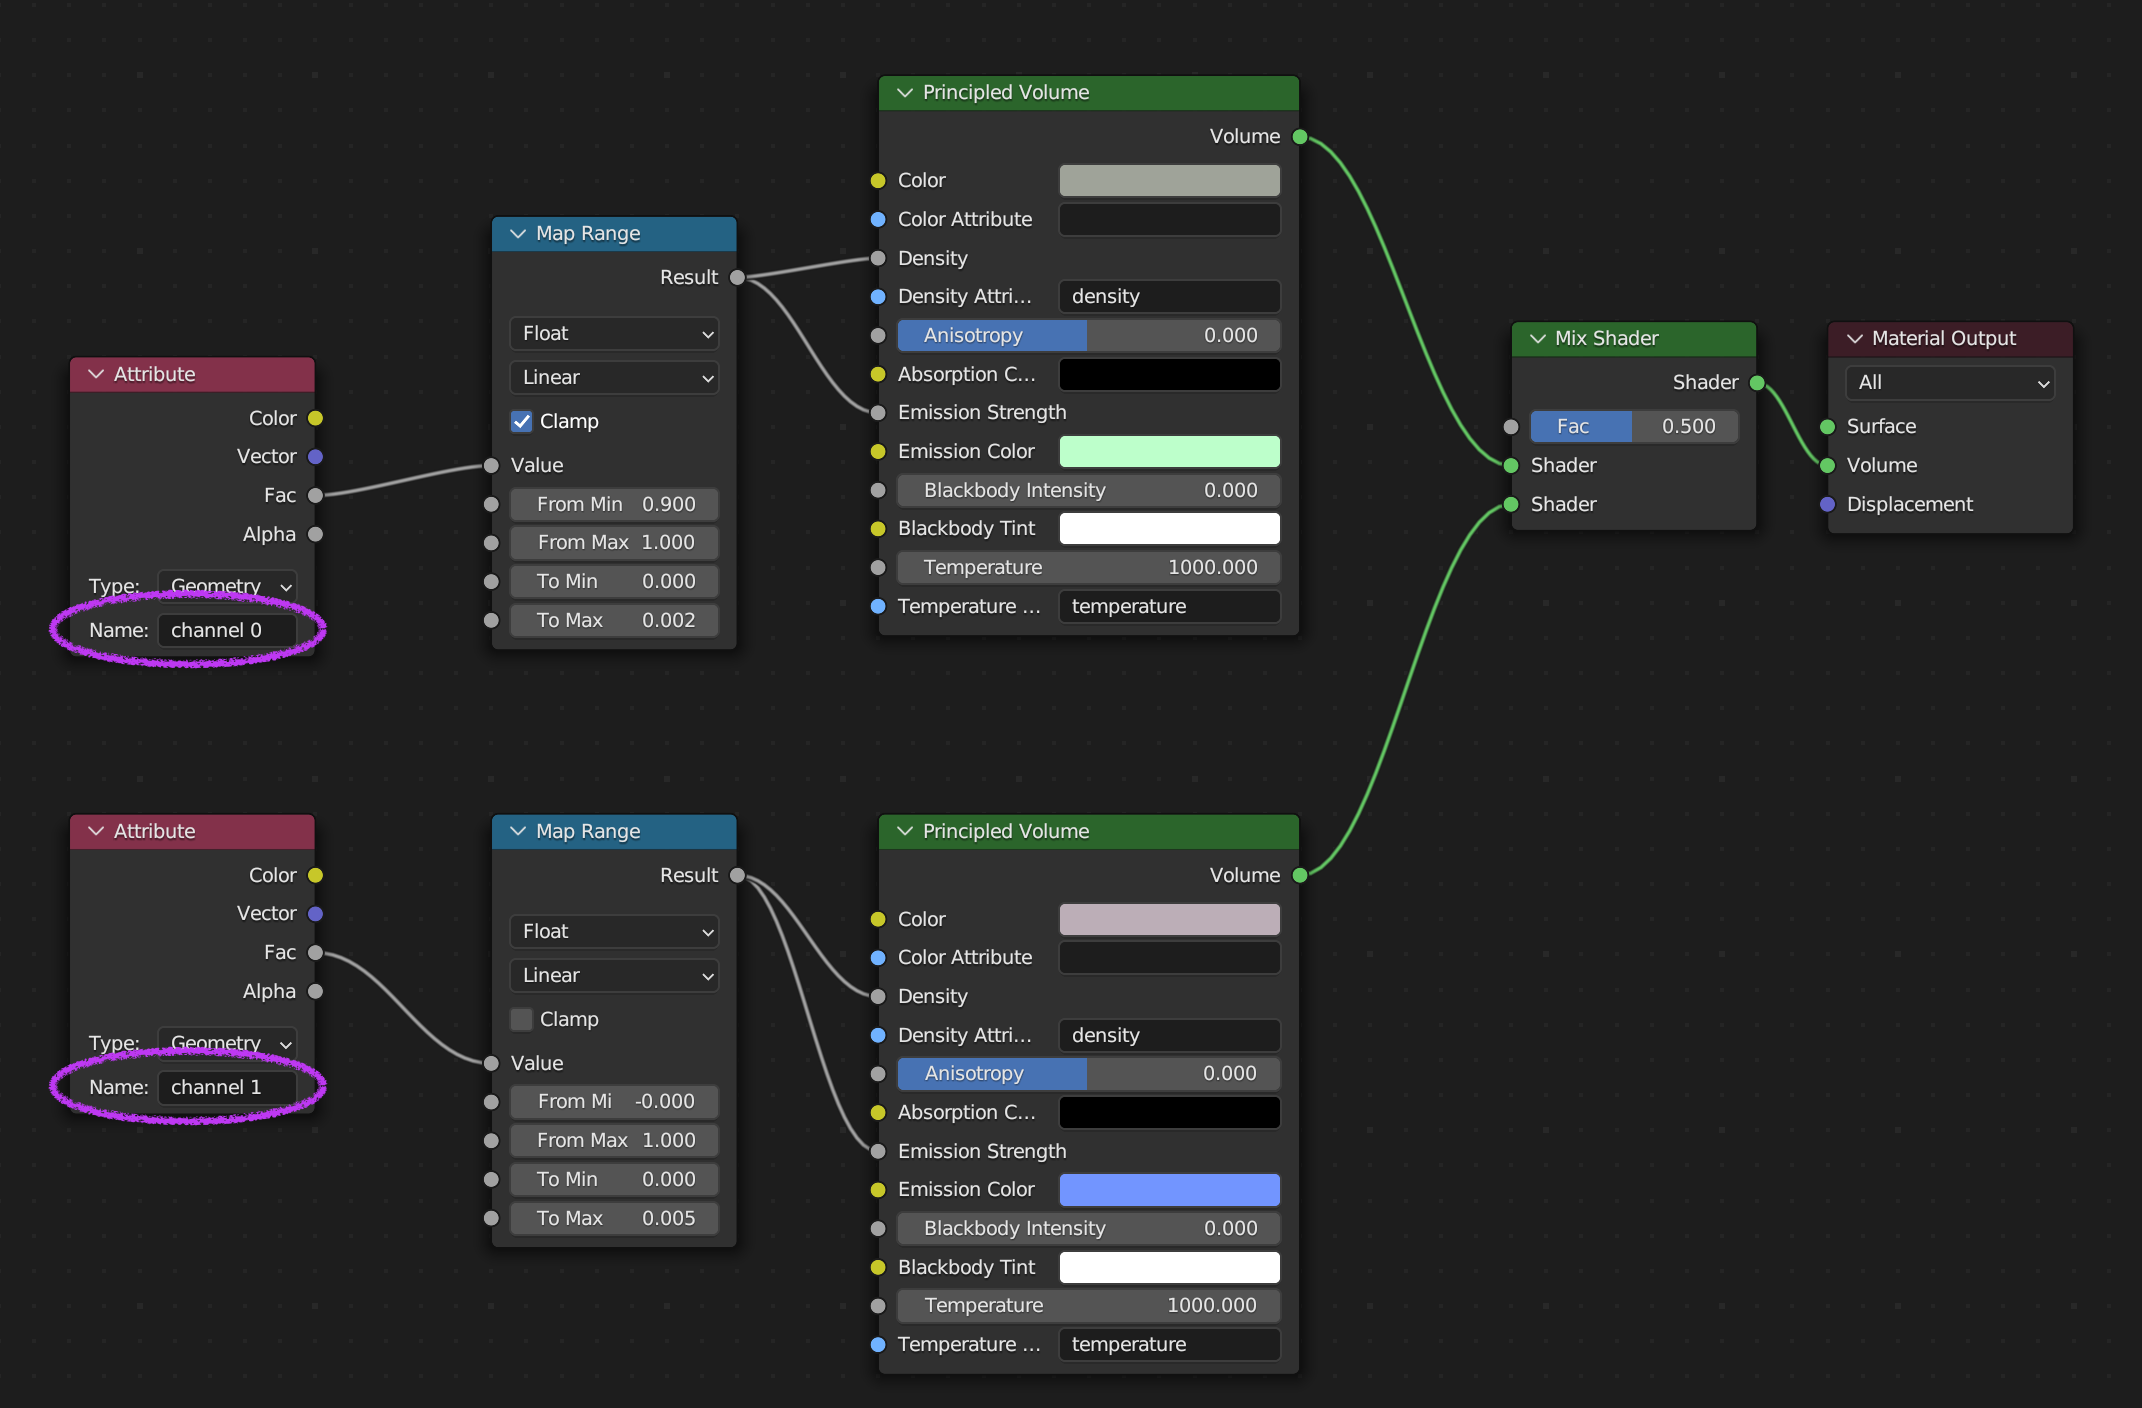 Attribute
Color
Vector
Fac
Alpha
Type: Geometry
Name: channel 0
Map Range
Result
Float
Linear
Clamp
Value
From Min 0.900
From Max 1.000
To Min 0.000
To Max 0.002
Principled Volume
Volume
Color
Color Attribute
Density
Density Attri... density
Anisotropy 0.000
Absorption C...
Emission Strength
Emission Color
Blackbody Intensity 0.000
Blackbody Tint
Temperature 1000.000
Temperature ... temperature
Mix Shader
Shader
Fac 0.500
Shader
Shader
Material Output
All
Surface
Volume
Displacement
Attribute
Color
Vector
Fac
Alpha
Type: Geometry
Name: channel 1
Map Range
Result
Float
Linear
Clamp
Value
From Mi -0.000
From Max 1.000
To Min 0.000
To Max 0.005
Principled Volume
Volume
Color
Color Attribute
Density
Density Attri... density
Anisotropy 0.000
Absorption C...
Emission Strength
Emission Color
Blackbody Intensity 0.000
Blackbody Tint
Temperature 1000.000
Temperature ... temperature